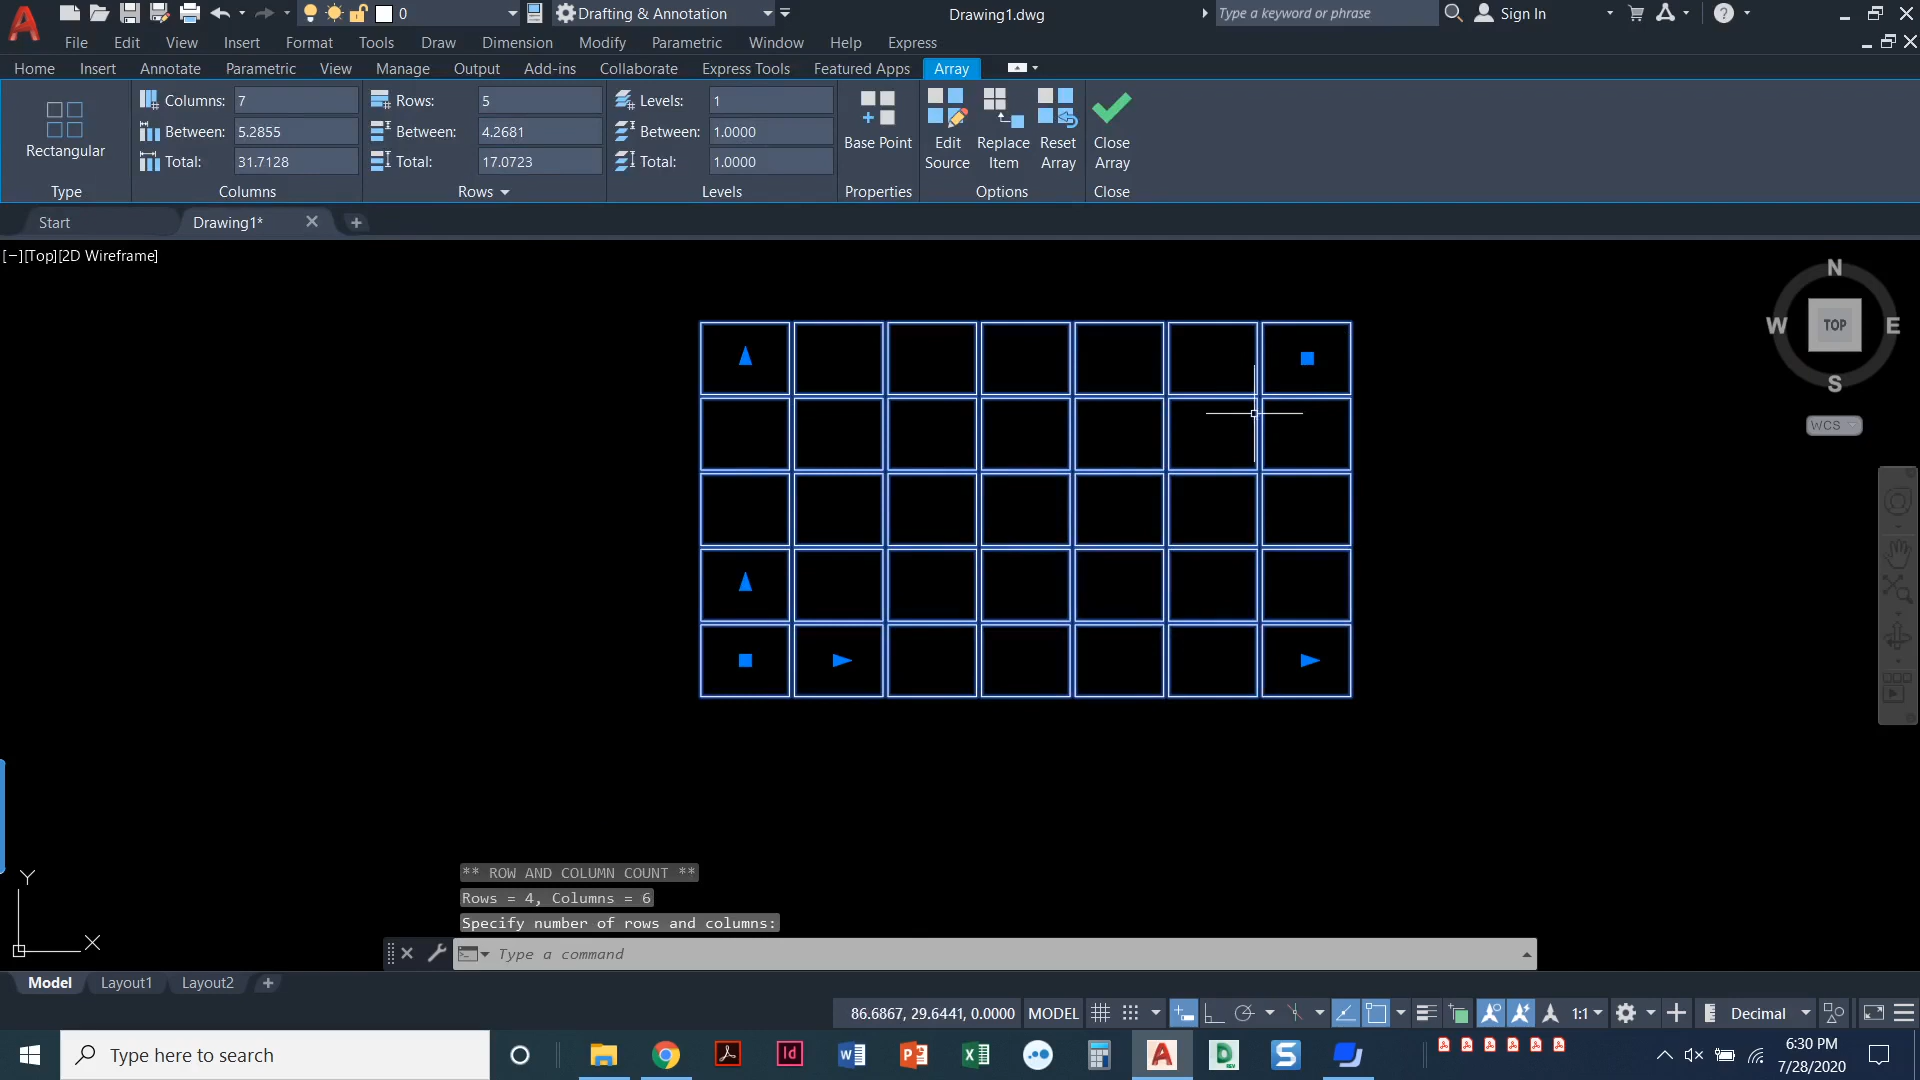 0
Drafting & Annotation
Drawing1.dwg
Type a keyword or phrase
Sign In
File Edit View Insert Format Tools Draw Dimension Modify Parametric Window Help Express
Home Insert Annotate Parametric View Manage Output Add-ins Collaborate Express Tools Featured Apps Array
Columns: 7 Rows: 5 Levels: 1
Between: 5.2855 Between: 4.2681 Between: 1.0000
Total: 31.7128 Total: 17.0723 Total: 1.0000
Rectangular
Base Point
Edit Source
Replace Item
Reset Array
Close Array
Type Columns Rows Levels Properties Options Close
Start Drawing1*
[−][Top][2D Wireframe]
N
W TOP E
S
WCS
Y
X
** ROW AND COLUMN COUNT **
Rows = 4, Columns = 6
Specify number of rows and columns:
Type a command
Model Layout1 Layout2
86.6867, 29.6441, 0.0000 MODEL 1:1 Decimal
Type here to search
6:30 PM
7/28/2020